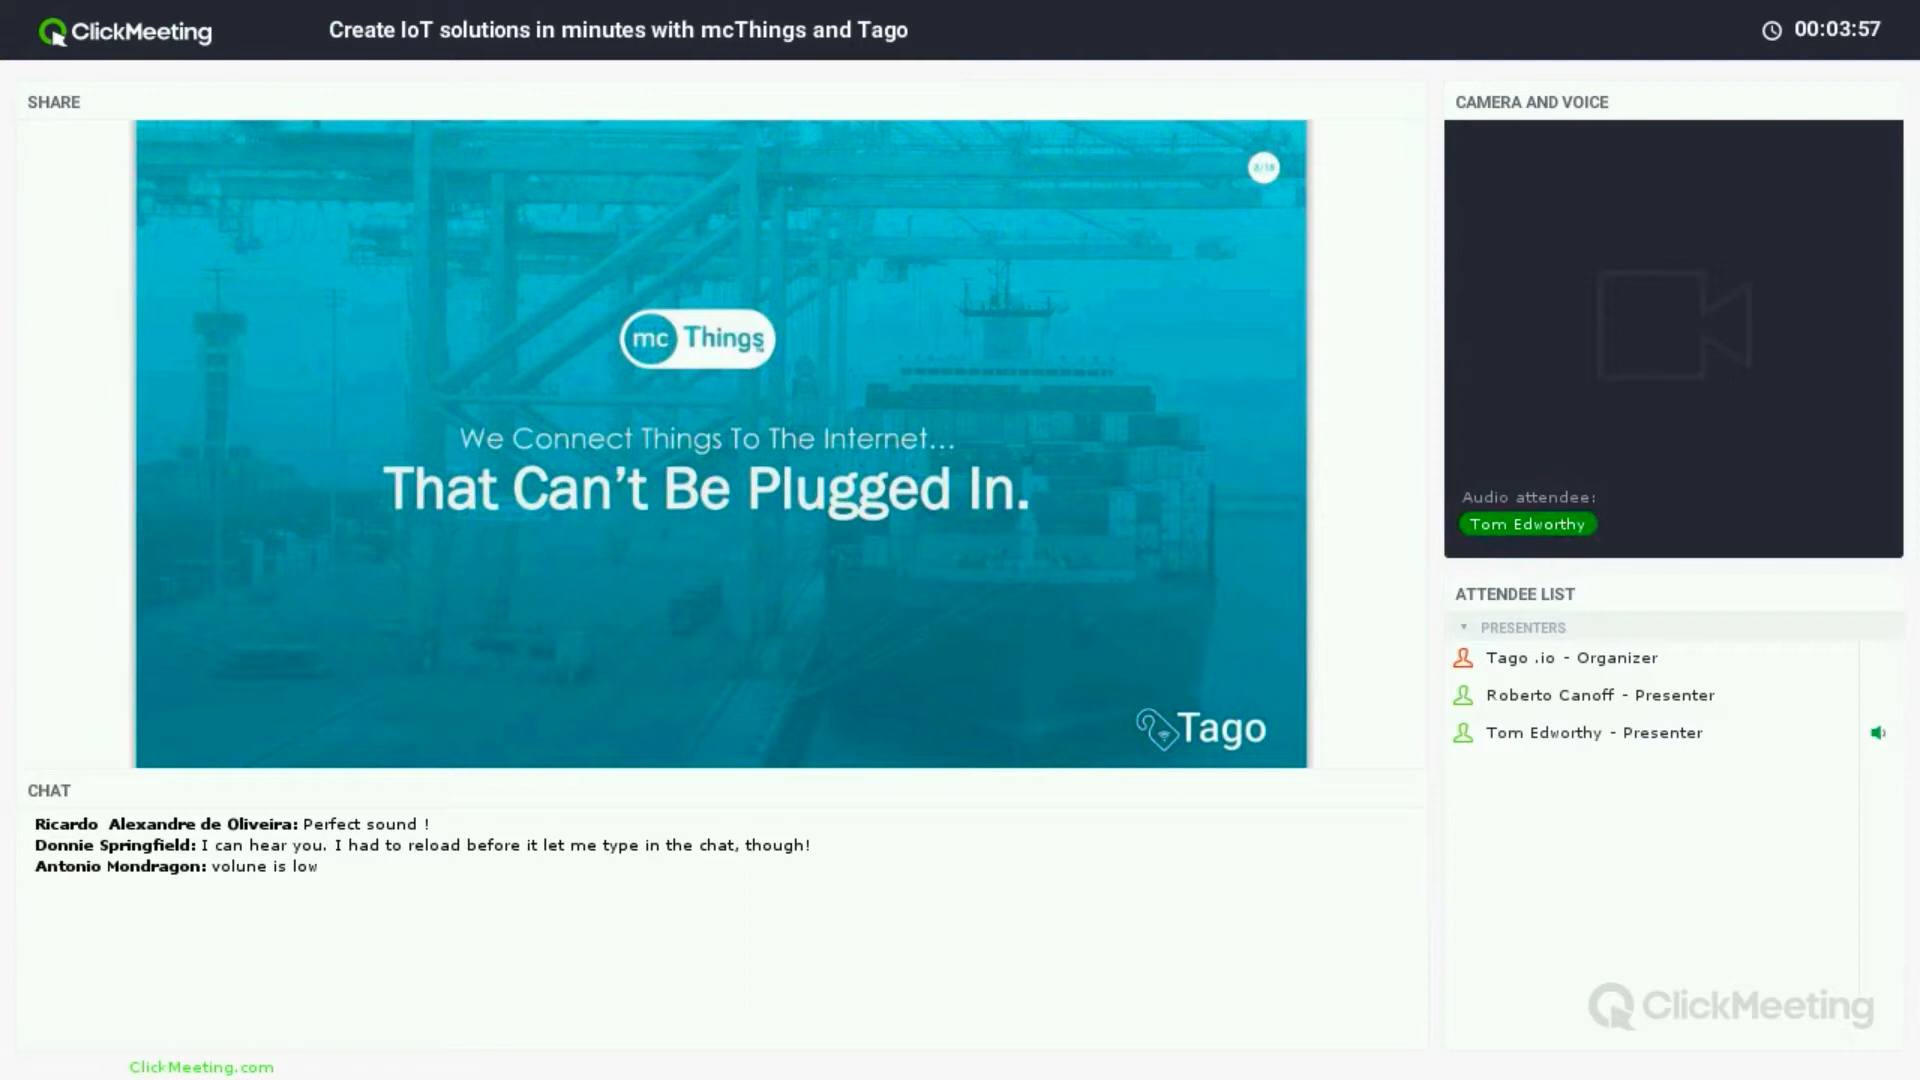 ClickMeeting
Create IoT solutions in minutes with mcThings and Tago
00:03:57
SHARE
mc Things
We Connect Things To The Internet...
That Can't Be Plugged In.
Tago
CAMERA AND VOICE
Audio attendee:
Tom Edworthy
ATTENDEE LIST
PRESENTERS
Tago .io - Organizer
Roberto Canoff - Presenter
Tom Edworthy - Presenter
CHAT
Ricardo Alexandre de Oliveira: Perfect sound !
Donnie Springfield: I can hear you. I had to reload before it let me type in the chat, though!
Antonio Mondragon: volune is low
ClickMeeting
ClickMeeting.com